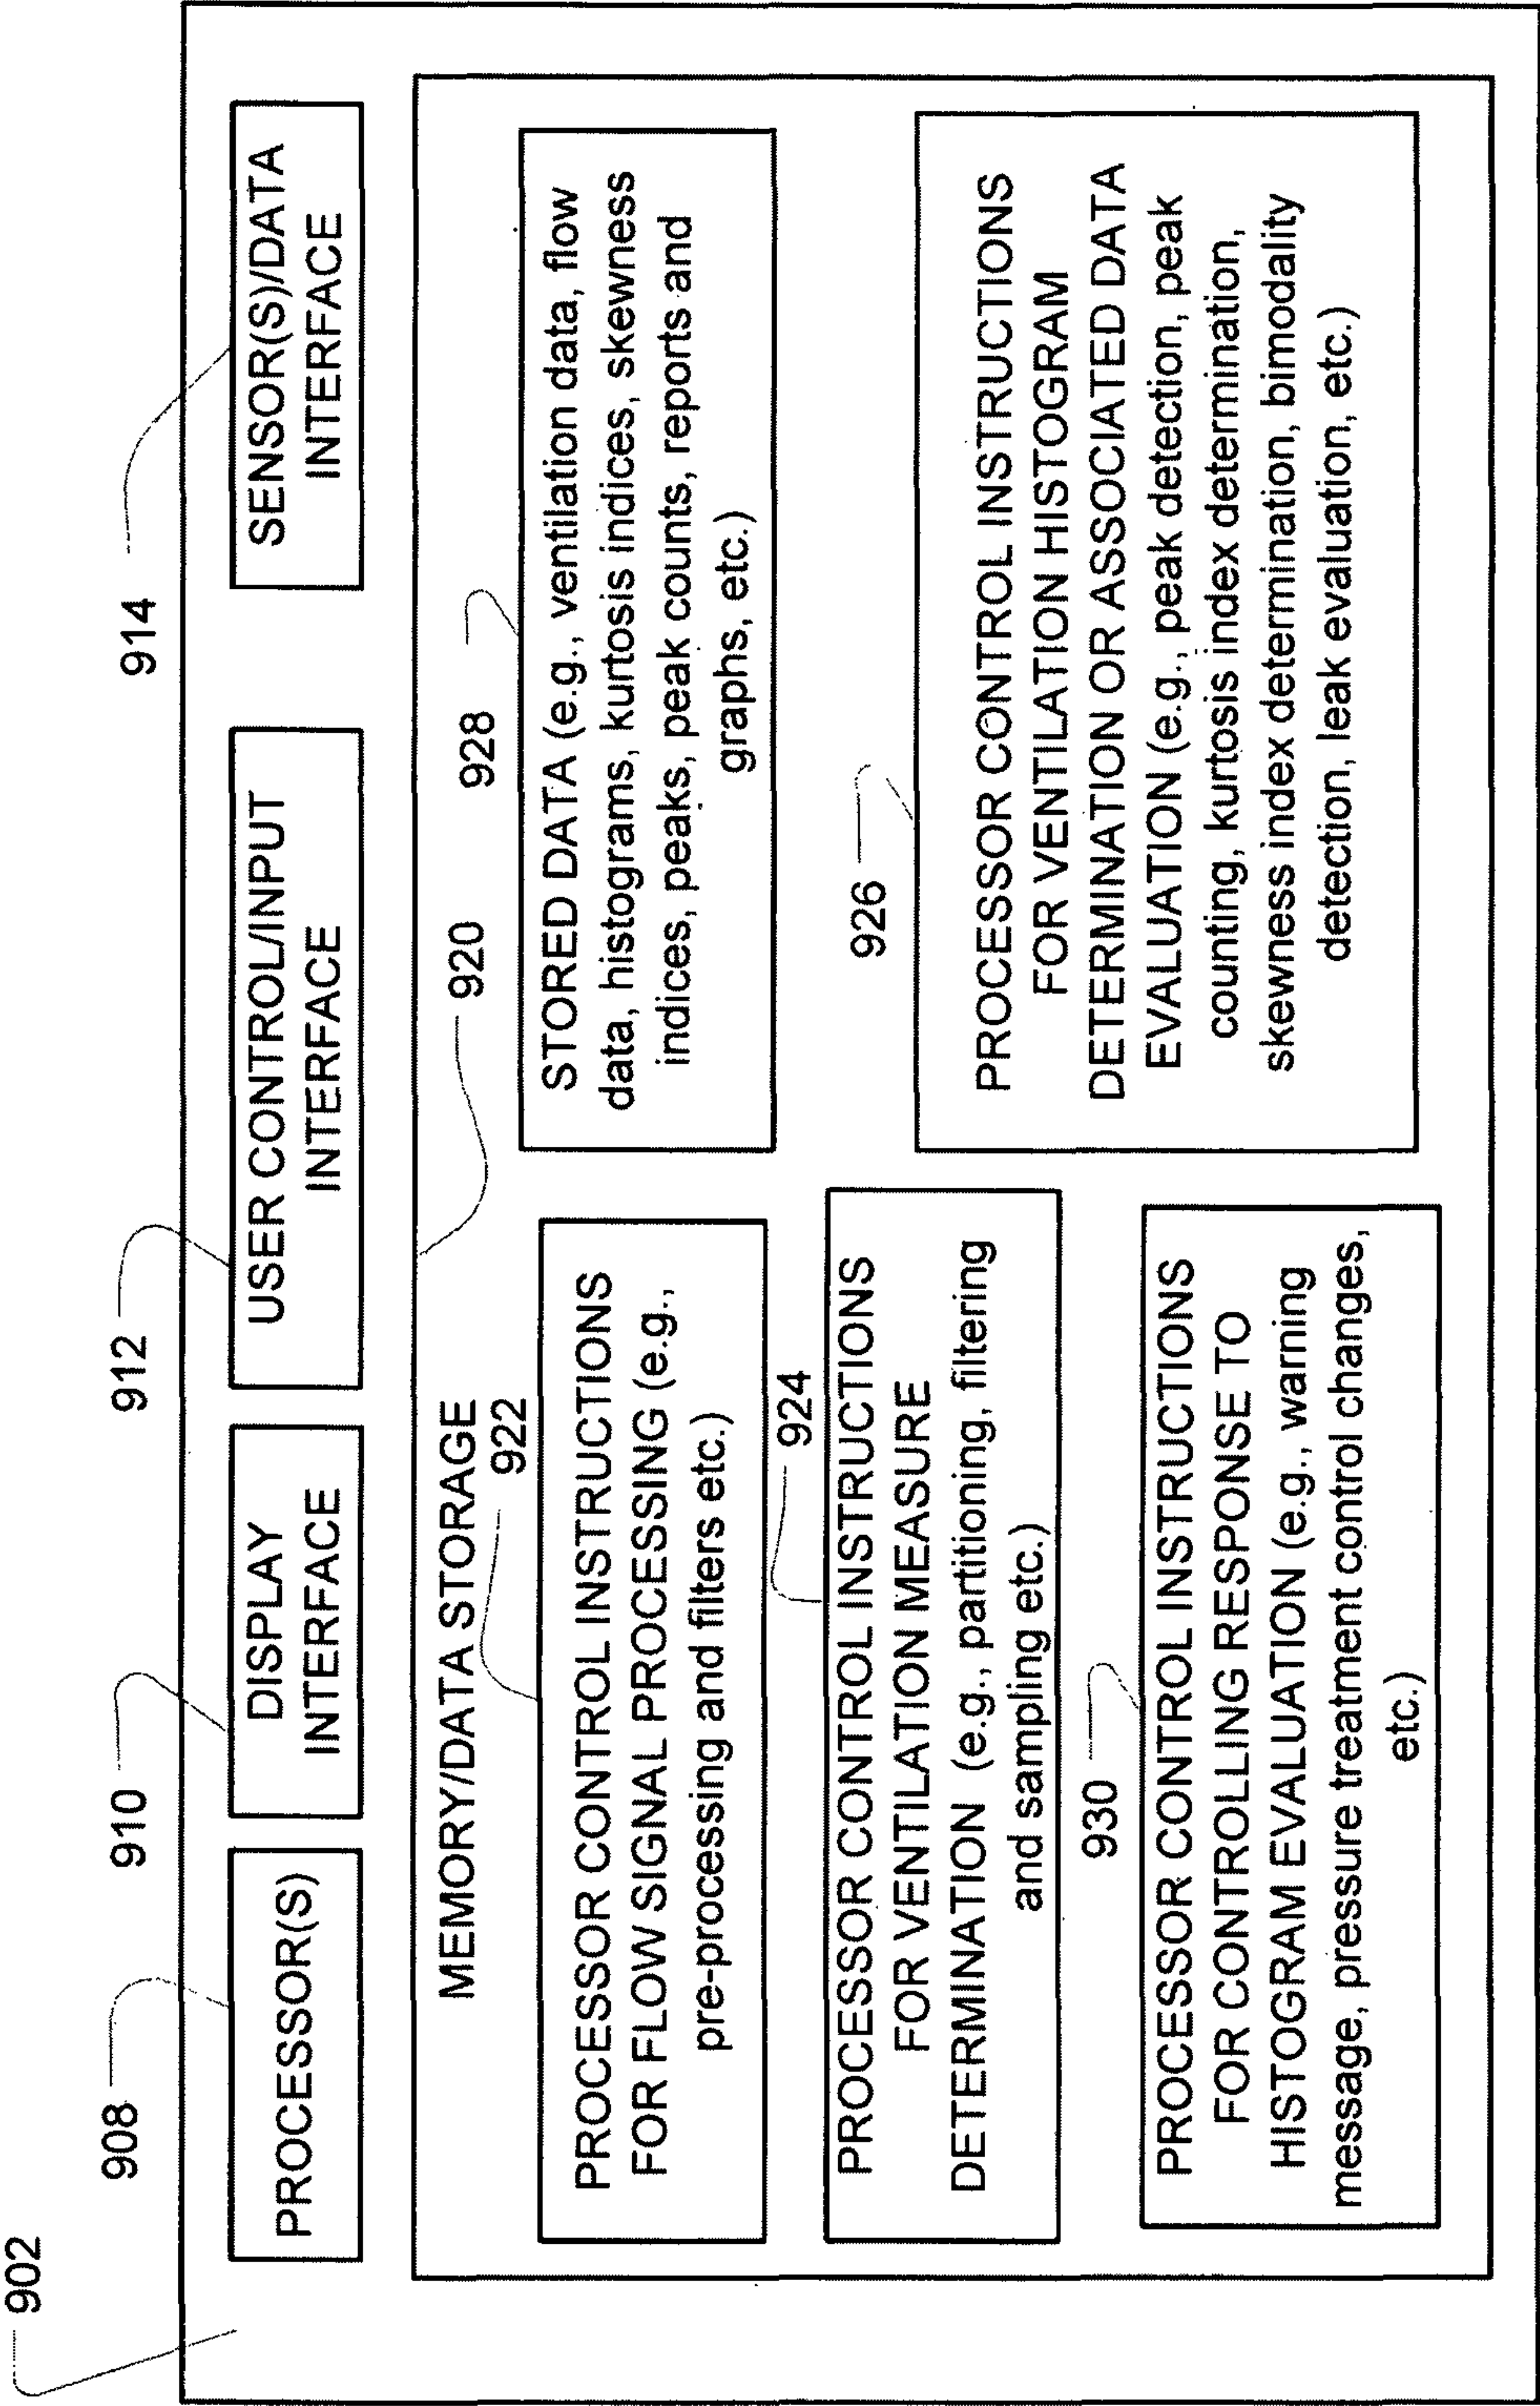 902
908
910
912
914
PROCESSOR(S)
DISPLAY
INTERFACE
USER CONTROL/INPUT
INTERFACE
SENSOR(S)/DATA
INTERFACE
920
MEMORY/DATA STORAGE
922
PROCESSOR CONTROL INSTRUCTIONS
FOR FLOW SIGNAL PROCESSING (e.g.,
pre-processing and filters etc.)
924
PROCESSOR CONTROL INSTRUCTIONS
FOR VENTILATION MEASURE
DETERMINATION (e.g., partitioning, filtering
and sampling etc.)
930
PROCESSOR CONTROL INSTRUCTIONS
FOR CONTROLLING RESPONSE TO
HISTOGRAM EVALUATION (e.g., warning
message, pressure treatment control changes,
etc.)
928
STORED DATA (e.g., ventilation data, flow
data, histograms, kurtosis indices, skewness
indices, peaks, peak counts, reports and
graphs, etc.)
926
PROCESSOR CONTROL INSTRUCTIONS
FOR VENTILATION HISTOGRAM
DETERMINATION OR ASSOCIATED DATA
EVALUATION (e.g., peak detection, peak
counting, kurtosis index determination,
skewness index determination, bimodality
detection, leak evaluation, etc.)